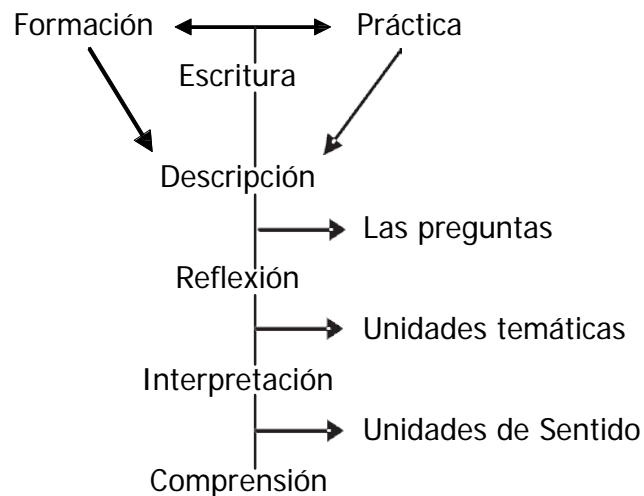 Formación
Práctica
Escritura
Descripción
Las preguntas
Reflexión
Unidades temáticas
Interpretación
Unidades de Sentido
Comprensión